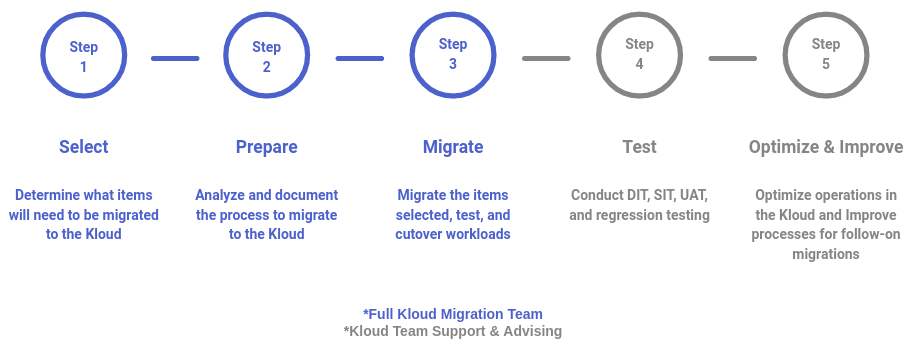 Step
1
Step
2
Step
3
Step
4
Step
5
Select
Prepare
Migrate
Test
Optimize & Improve
Determine what items
will need to be migrated
to the Kloud
Analyze and document
the process to migrate
to the Kloud
Migrate the items
selected, test, and
cutover workloads
Conduct DIT, SIT, UAT,
and regression testing
Optimize operations in
the Kloud and Improve
processes for follow-on
migrations
*Full Kloud Migration Team
*Kloud Team Support & Advising